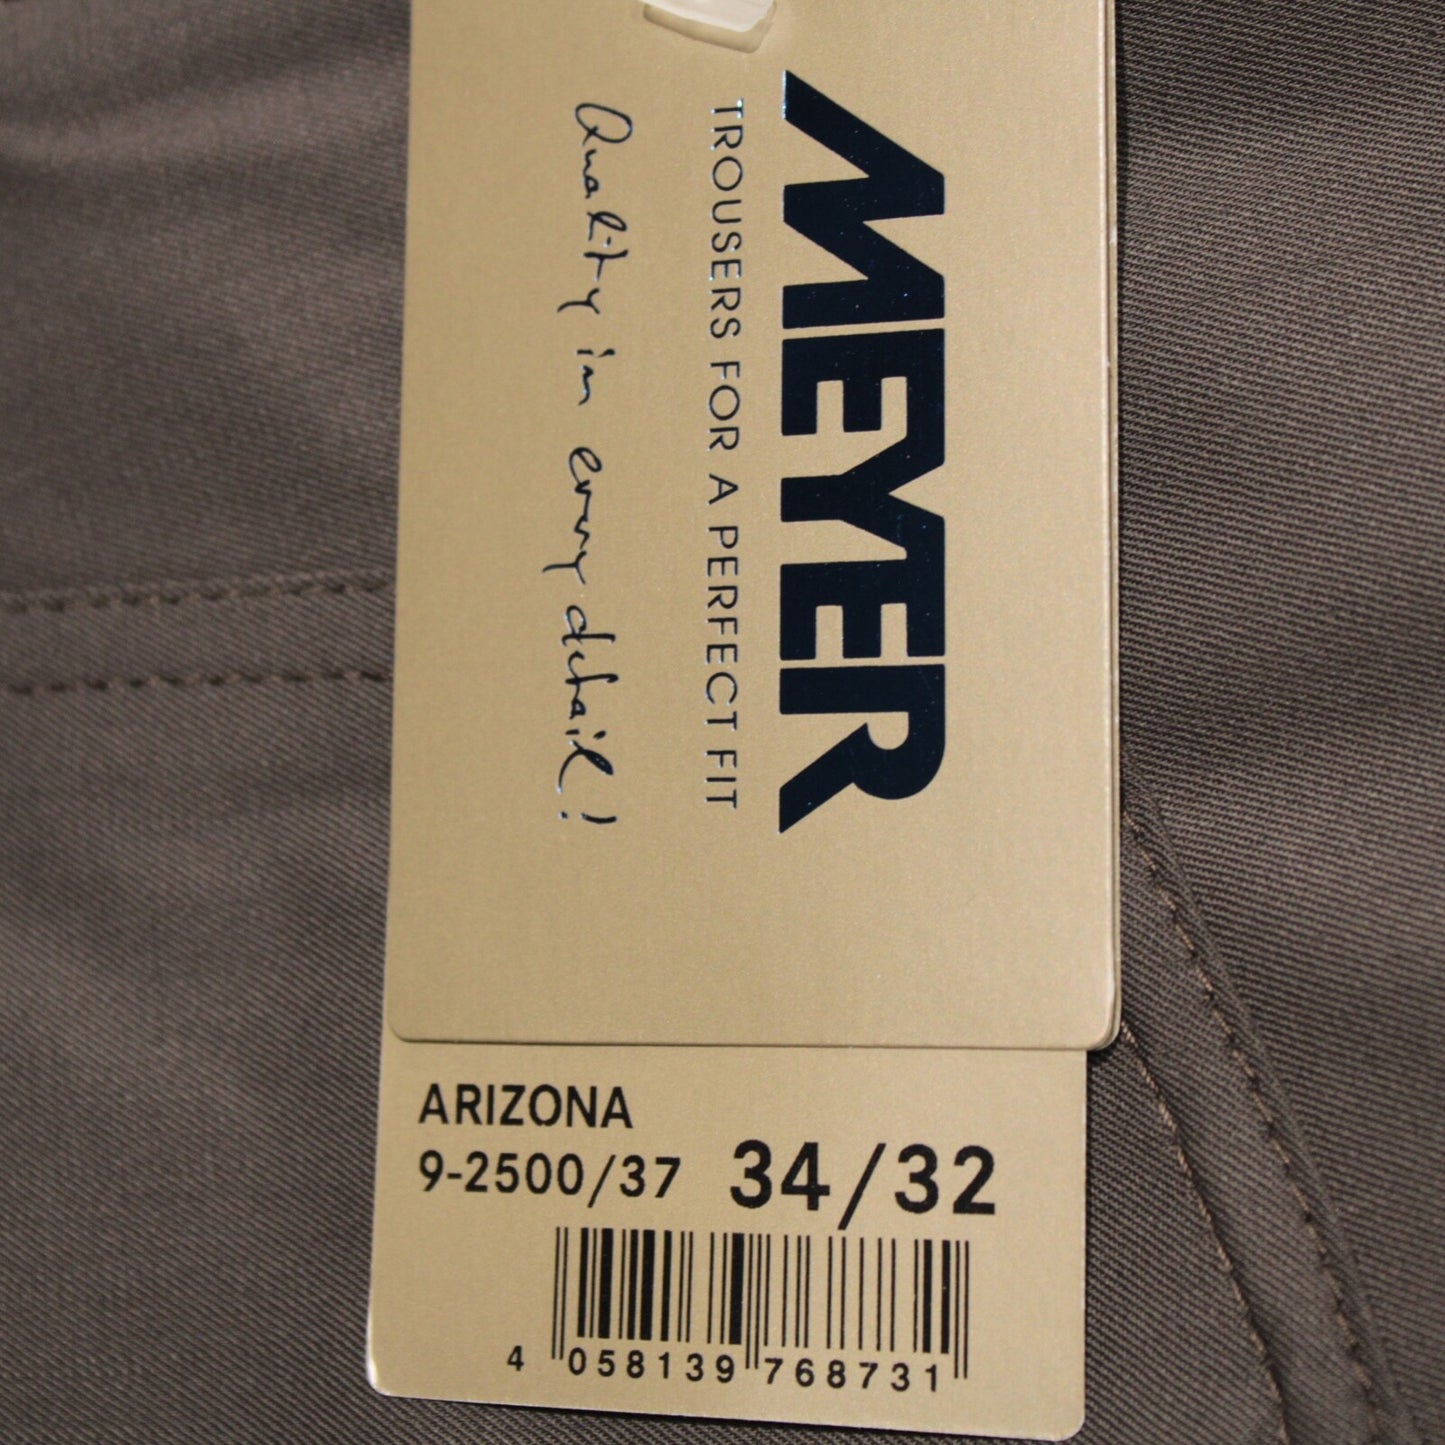 MEYER
TROUSERS FOR A PERFECT FIT
Quality in every detail!
ARIZONA
9-2500/37 34/32
4 058139 768731